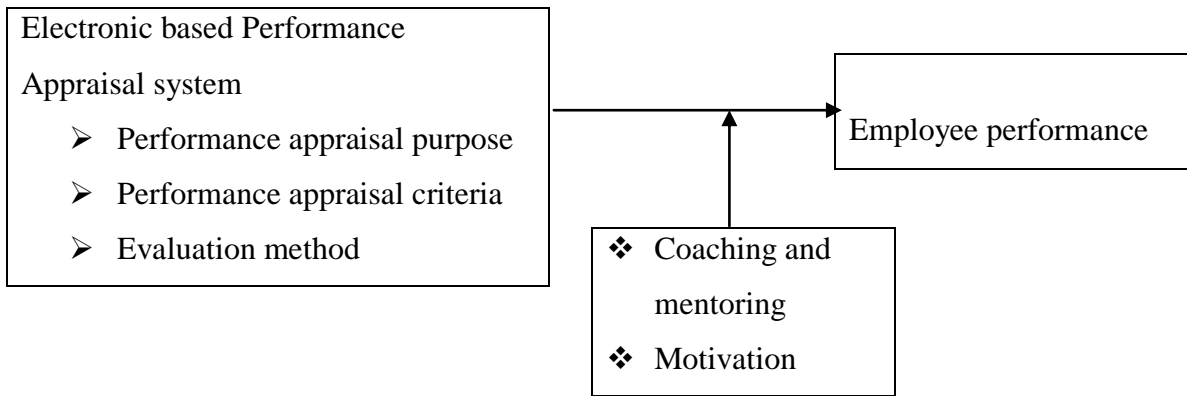 Electronic based Performance
Appraisal system
➢ Performance appraisal purpose
➢ Performance appraisal criteria
➢ Evaluation method
Employee performance
❖ Coaching and
mentoring
❖ Motivation